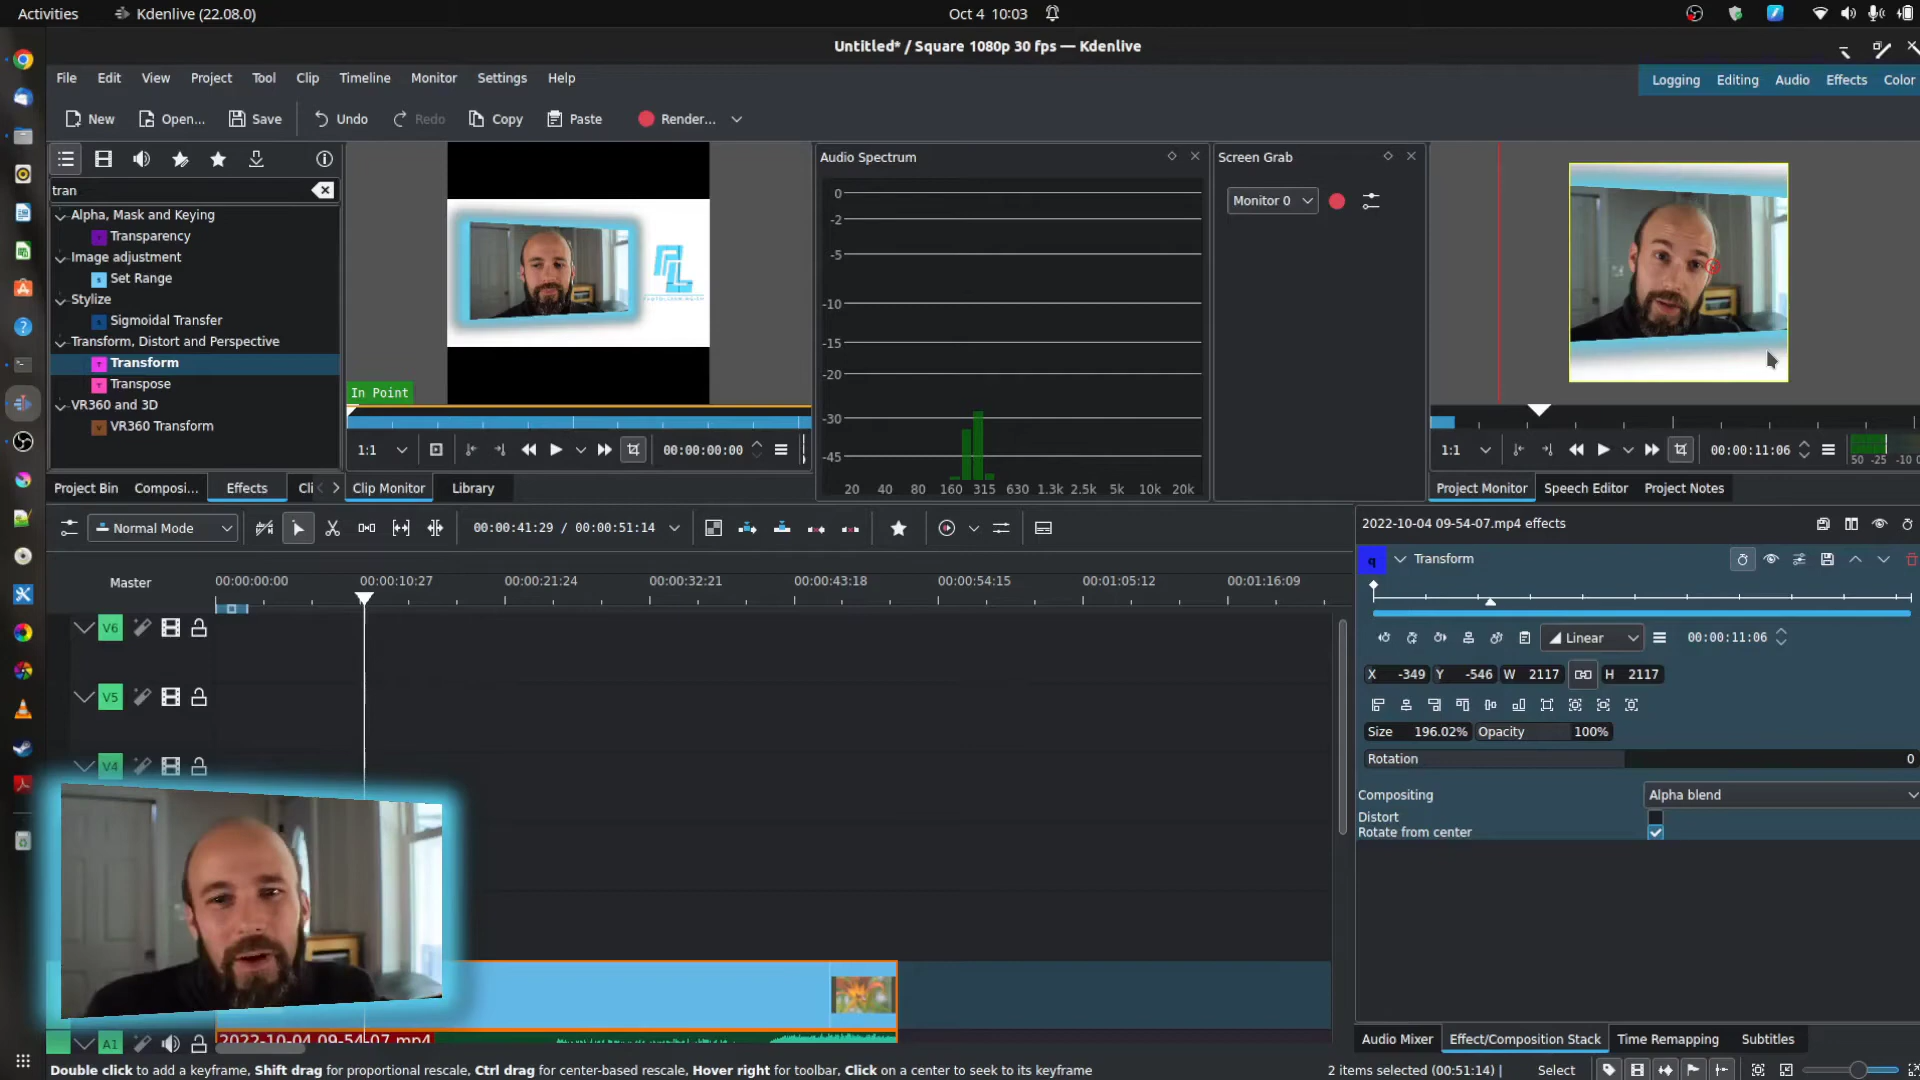 Activities
Kdenlive (22.08.0)
Oct 4 10:03
Untitled* / Square 1080p 30 fps — Kdenlive
File Edit View Project Tool Clip Timeline Monitor Settings Help
Logging Editing Audio Effects Color
New Open... Save Undo Redo Copy Paste Render...
tran
Alpha, Mask and Keying
Transparency
Image adjustment
Set Range
Stylize
Sigmoidal Transfer
Transform, Distort and Perspective
Transform
Transpose
VR360 and 3D
VR360 Transform
In Point
1:1
00:00:00:00
Project Bin Composi... Effects Cli Clip Monitor Library
Audio Spectrum
0
-2
-5
-10
-15
-20
-30
-45
20 40 80 160 315 630 1.3k 2.5k 5k 10k 20k
Screen Grab
Monitor 0
1:1
00:00:11:06
50 -25 -10 0
Project Monitor Speech Editor Project Notes
Normal Mode
00:00:41:29 / 00:00:51:14
Master
00:00:00:00 00:00:10:27 00:00:21:24 00:00:32:21 00:00:43:18 00:00:54:15 00:01:05:12 00:01:16:09
V6
V5
V4
A1
2022-10-04 09-54-07.mp4
2022-10-04 09-54-07.mp4 effects
Transform
Linear
00:00:11:06
X -349 Y -546 W 2117 H 2117
Size 196.02% Opacity 100%
Rotation 0
Compositing Alpha blend
Distort
Rotate from center
Audio Mixer Effect/Composition Stack Time Remapping Subtitles
Double click to add a keyframe, Shift drag for proportional rescale, Ctrl drag for center-based rescale, Hover right for toolbar, Click on a center to seek to its keyframe
2 items selected (00:51:14) |
Select